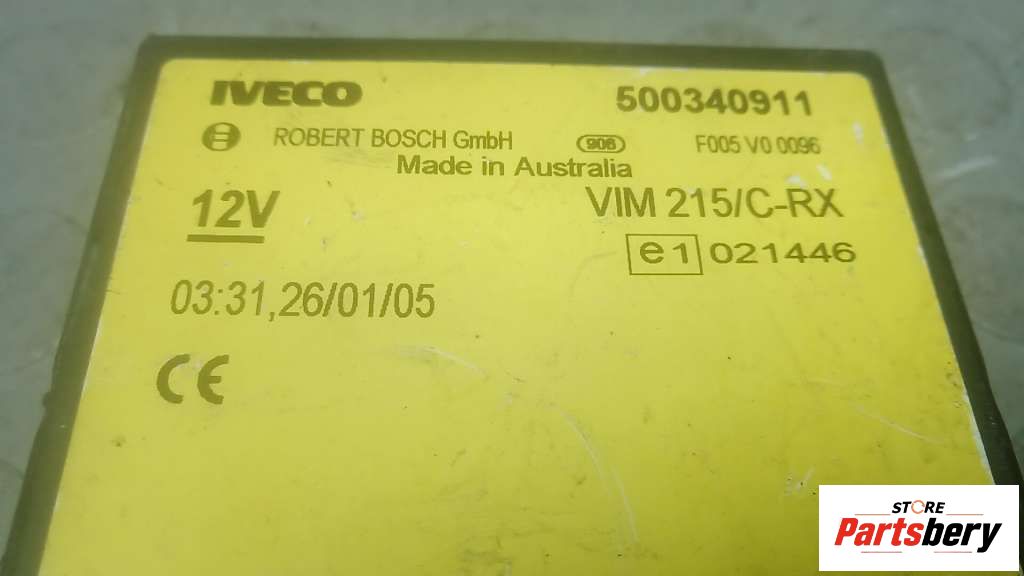 IVECO 500340911
ROBERT BOSCH GmbH 906 F005 V0 0096
Made in Australia
12V VIM 215/C-RX
e1 021446
03:31,26/01/05
CE
STORE
Partsbery